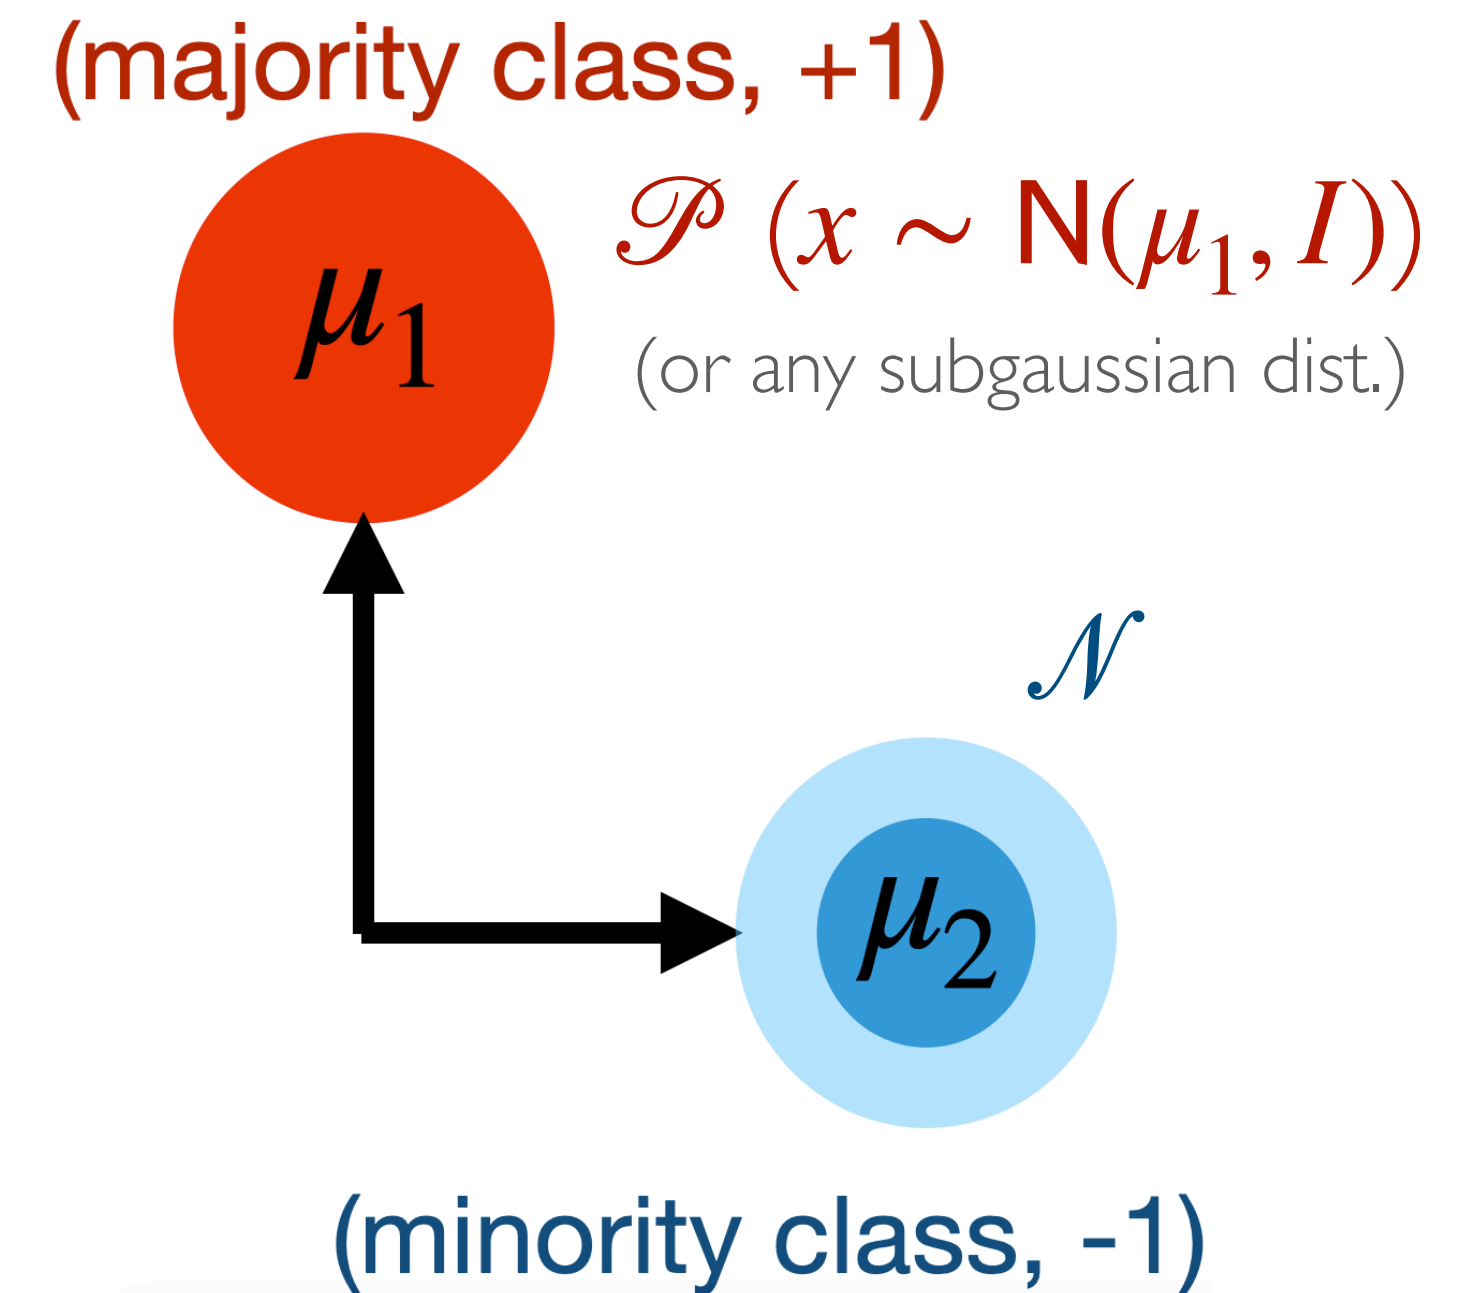 (majority class, +1)
𝒫 (x ∼ N(μ₁, I))
μ₁
(or any subgaussian dist.)
𝒩
μ₂
(minority class, -1)